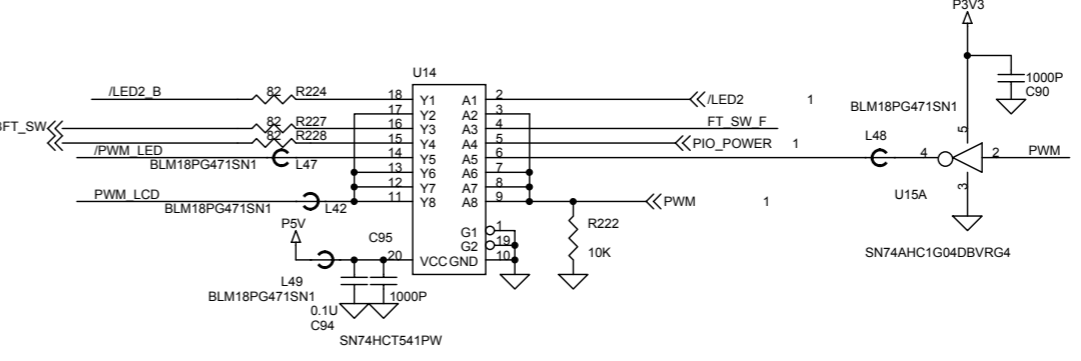 P3V3
1000P
C90
U14
/LED2_B
82
R224
18
Y1
A1
2
/LED2
1
17
Y2
A2
3
BLM18PG471SN1
FT_SW
82
R227
16
Y3
A3
4
FT_SW_F
82
R228
15
Y4
A4
5
PIO_POWER
1
L48
5
/PWM_LED
BLM18PG471SN1
L47
14
Y5
A5
6
4
2
PWM
13
Y6
A6
7
12
Y7
A7
8
3
U15A
PWM_LCD
BLM18PG471SN1
L42
11
Y8
A8
9
PWM
1
P5V
R222
10K
G1
1
C95
G2
19
20
VCC
GND
10
SN74AHC1G04DBVRG4
L49
BLM18PG471SN1
0.1U
C94
1000P
SN74HCT541PW